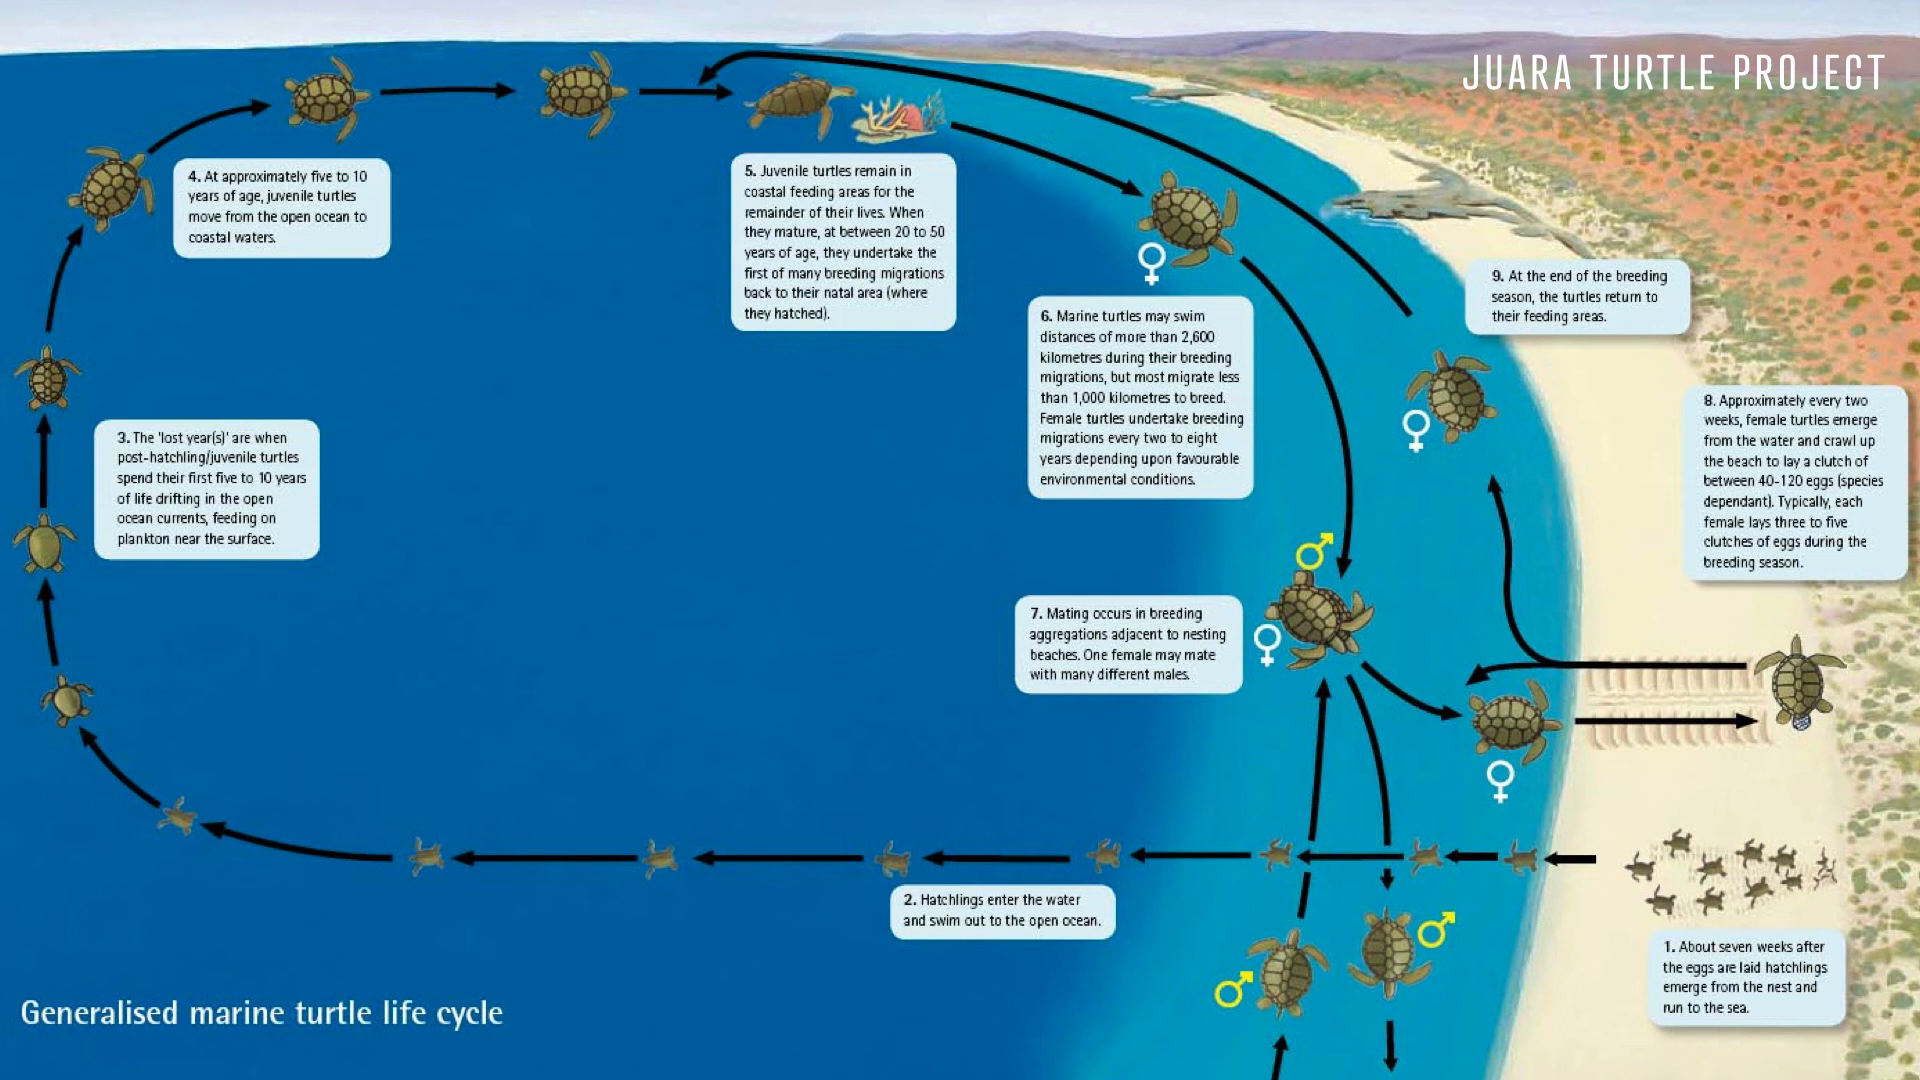 JUARA TURTLE PROJECT
4. At approximately five to 10
years of age, juvenile turtles
move from the open ocean to
coastal waters.
5. Juvenile turtles remain in
coastal feeding areas for the
remainder of their lives. When
they mature, at between 20 to 50
years of age, they undertake the
first of many breeding migrations
back to their natal area (where
they hatched).
9. At the end of the breeding
season, the turtles return to
their feeding areas.
6. Marine turtles may swim
distances of more than 2,600
kilometres during their breeding
migrations, but most migrate less
than 1,000 kilometres to breed.
Female turtles undertake breeding
migrations every two to eight
years depending upon favourable
environmental conditions.
8. Approximately every two
weeks, female turtles emerge
from the water and crawl up
the beach to lay a clutch of
between 40-120 eggs (species
dependant). Typically, each
female lays three to five
clutches of eggs during the
breeding season.
3. The 'lost year(s)' are when
post-hatchling/juvenile turtles
spend their first five to 10 years
of life drifting in the open
ocean currents, feeding on
plankton near the surface.
7. Mating occurs in breeding
aggregations adjacent to nesting
beaches. One female may mate
with many different males.
2. Hatchlings enter the water
and swim out to the open ocean.
1. About seven weeks after
the eggs are laid hatchlings
emerge from the nest and
run to the sea.
Generalised marine turtle life cycle